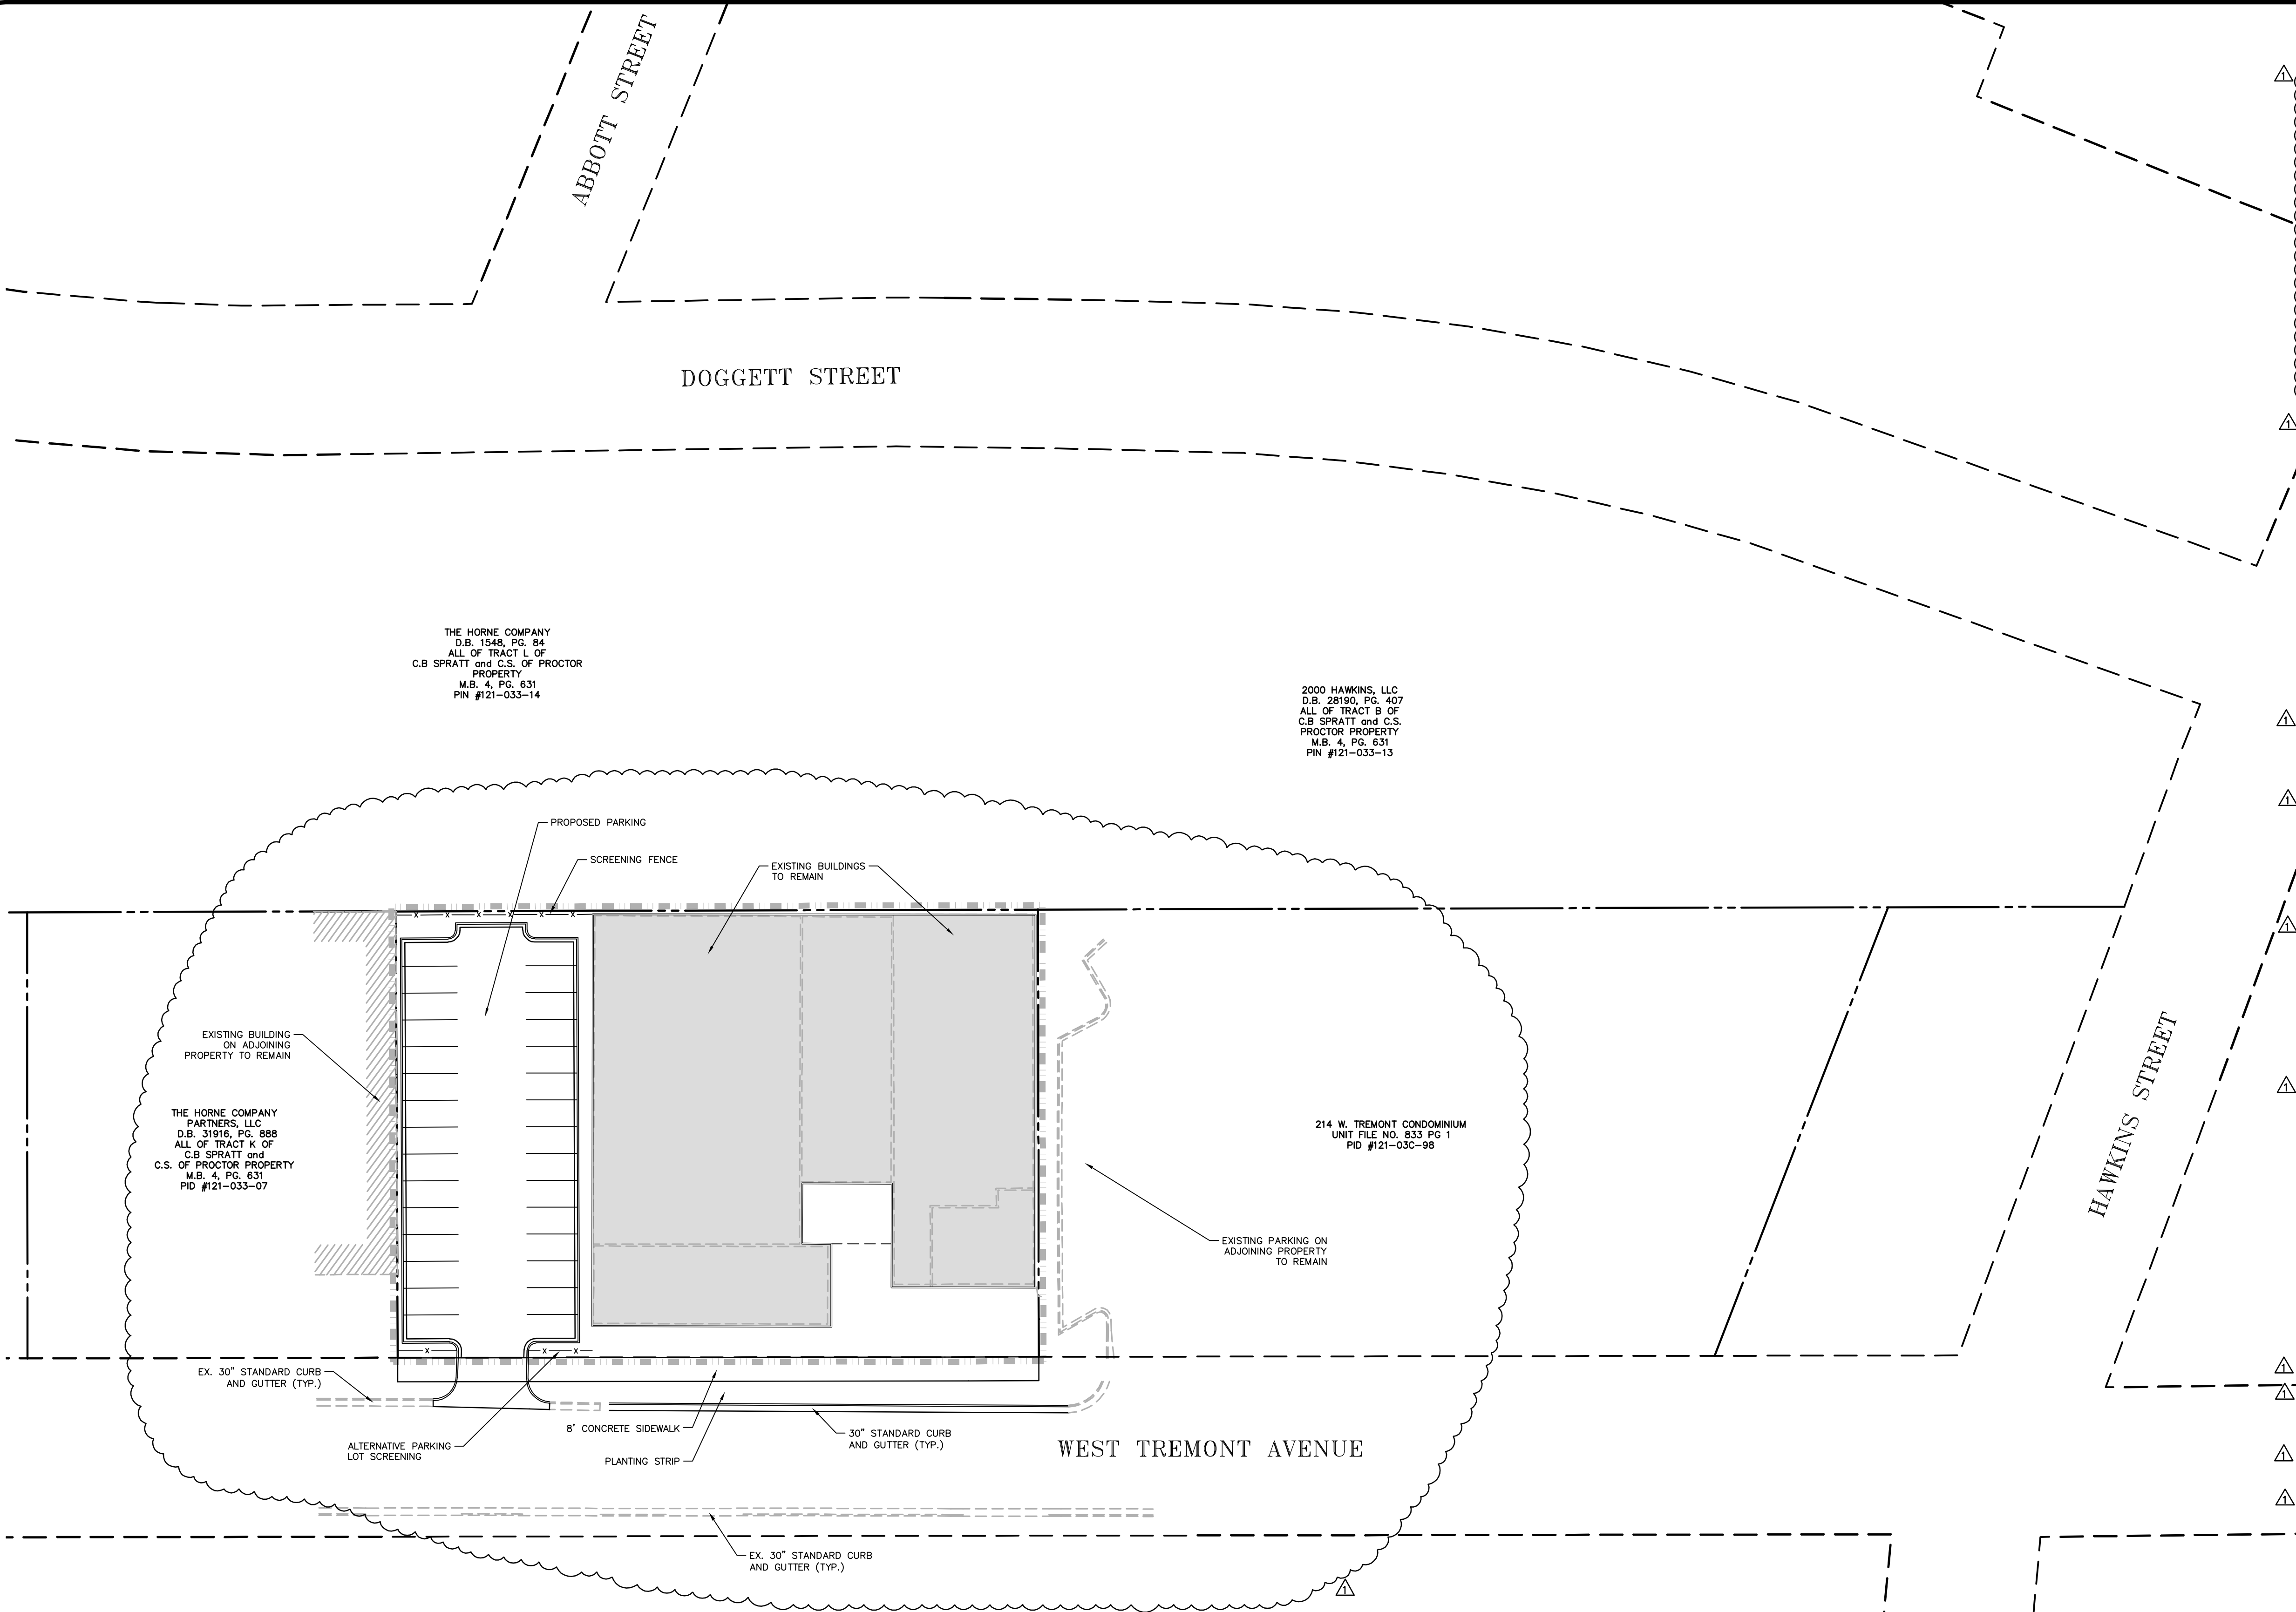 ABBOTT STREET
DOGGETT STREET
THE HORNE COMPANY
D.B. 1548, PG. 84
ALL OF TRACT L OF
C.B SPRATT and C.S. OF PROCTOR
PROPERTY
M.B. 4, PG. 631
PIN #121-033-14
2000 HAWKINS, LLC
D.B. 28190, PG. 407
ALL OF TRACT B OF
C.B SPRATT and C.S.
PROCTOR PROPERTY
M.B. 4, PG. 631
PIN #121-033-13
PROPOSED PARKING
SCREENING FENCE
EXISTING BUILDINGS
TO REMAIN
EXISTING BUILDING
ON ADJOINING
PROPERTY TO REMAIN
THE HORNE COMPANY
PARTNERS, LLC
D.B. 31916, PG. 888
ALL OF TRACT K OF
C.B SPRATT and
C.S. OF PROCTOR PROPERTY
M.B. 4, PG. 631
PID #121-033-07
214 W. TREMONT CONDOMINIUM
UNIT FILE NO. 833 PG 1
PID #121-03C-98
EXISTING PARKING ON
ADJOINING PROPERTY
TO REMAIN
HAWKINS STREET
EX. 30" STANDARD CURB
AND GUTTER (TYP.)
ALTERNATIVE PARKING
LOT SCREENING
8' CONCRETE SIDEWALK
PLANTING STRIP
30" STANDARD CURB
AND GUTTER (TYP.)
WEST TREMONT AVENUE
EX. 30" STANDARD CURB
AND GUTTER (TYP.)
1
1
1
1
1
1
1
1
1
1
1